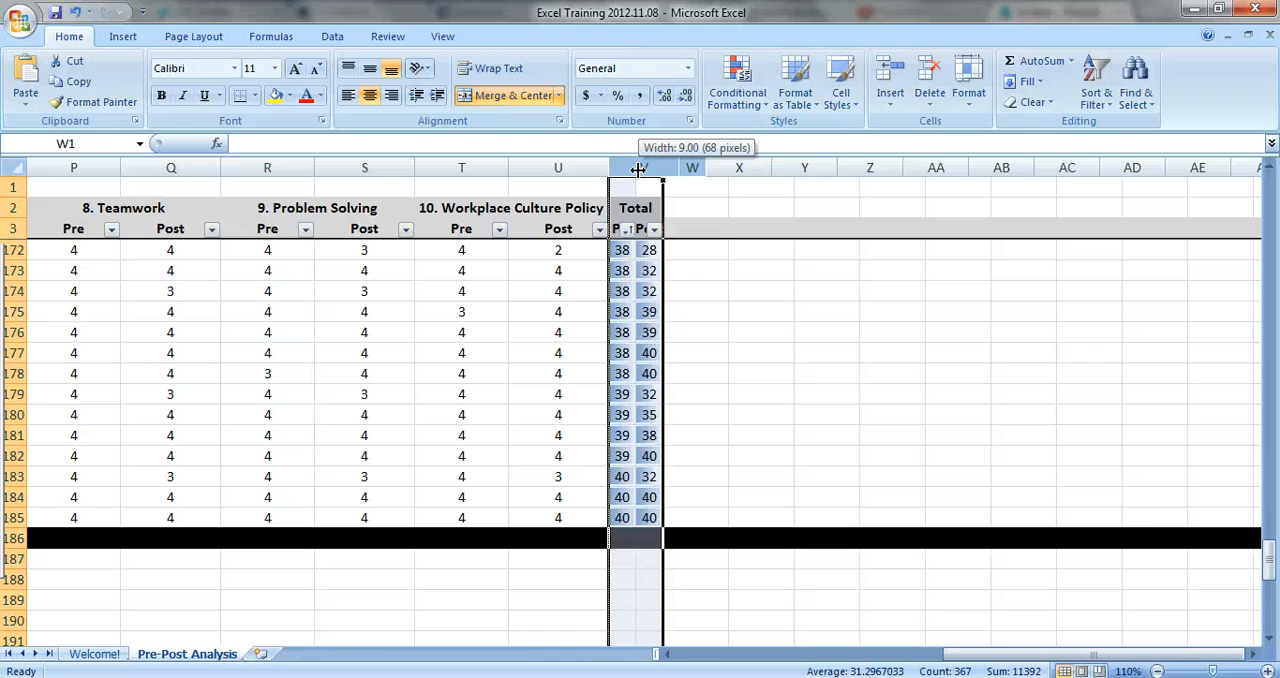 Excel Training 2012.11.08 - Microsoft Excel
Home Insert Page Layout Formulas Data Review View
Paste Cut Copy Format Painter Clipboard
Calibri 11 A A B I U A Font
Wrap Text Merge & Center Alignment
General $ % , .0 .00 .00 .0 Number
Conditional Formatting Format as Table Cell Styles Styles
Insert Delete Format Cells
Σ AutoSum Fill Clear Sort & Filter Find & Select Editing
W1 fx
Width: 9.00 (68 pixels)
P Q R S T U V W X Y Z AA AB AC AD AE
1
2 8. Teamwork 9. Problem Solving 10. Workplace Culture Policy Total
3 Pre Post Pre Post Pre Post
172 4 4 4 3 4 2 38 28
173 4 4 4 4 4 4 38 32
174 4 3 4 3 4 4 38 32
175 4 4 4 4 3 4 38 39
176 4 4 4 4 4 4 38 39
177 4 4 4 4 4 4 38 40
178 4 4 3 4 4 4 38 40
179 4 3 4 3 4 4 39 32
180 4 4 4 4 4 4 39 35
181 4 4 4 4 4 4 39 38
182 4 4 4 4 4 4 39 40
183 4 3 4 3 4 3 40 32
184 4 4 4 4 4 4 40 40
185 4 4 4 4 4 4 40 40
186
187
188
189
190
191
Welcome! Pre-Post Analysis
Ready Average: 31.2967033 Count: 367 Sum: 11392 110%